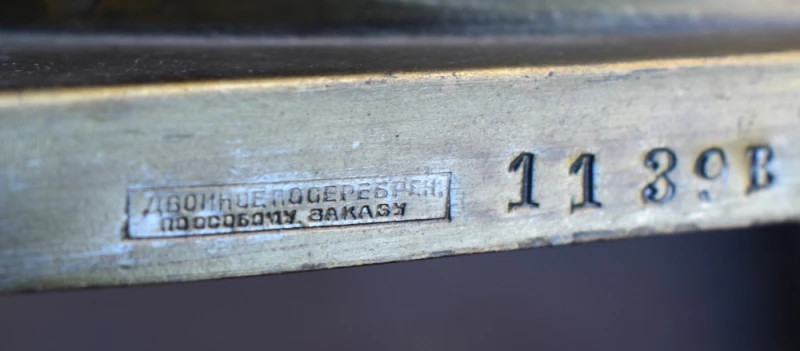 ДВОЙНОЕ ПОСЕРЕБРЕН.
ПО ОСОБОМУ ЗАКАЗУ
1139В